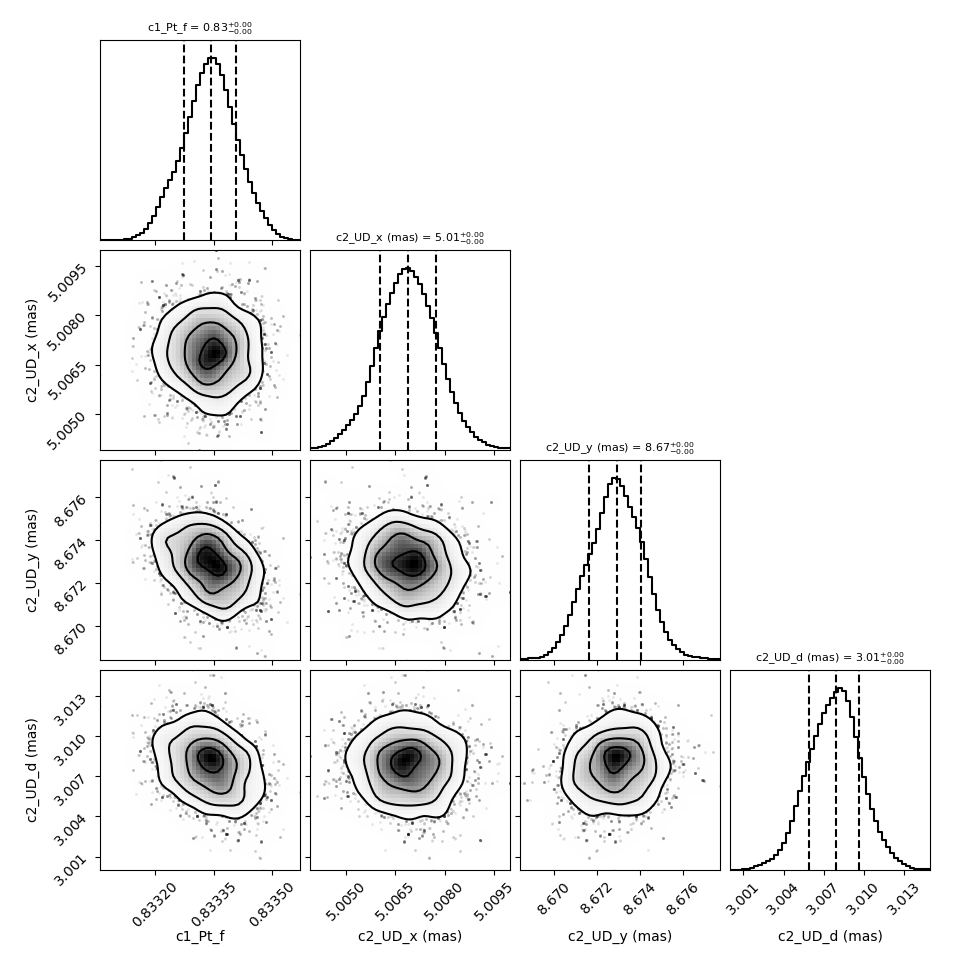 c1_Pt_f = 0.83+0.00−0.00
c2_UD_x (mas) = 5.01+0.00−0.00
5.0095
5.0080
5.0065
5.0050
c2_UD_x (mas)
c2_UD_y (mas) = 8.67+0.00−0.00
8.676
8.674
8.672
8.670
c2_UD_y (mas)
c2_UD_d (mas) = 3.01+0.00−0.00
3.013
3.010
3.007
3.004
3.001
c2_UD_d (mas)
0.83320 0.83335 0.83350 5.0050 5.0065 5.0080 5.0095 8.670 8.672 8.674 8.676 3.001 3.004 3.007 3.010 3.013
c1_Pt_f c2_UD_x (mas) c2_UD_y (mas) c2_UD_d (mas)